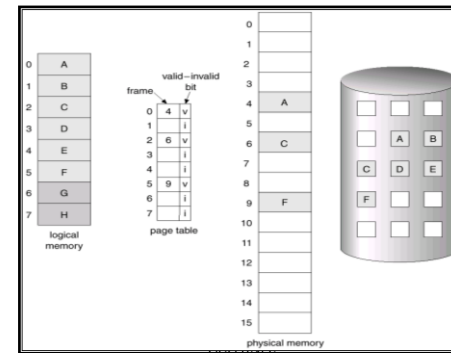 0 A
1 B
2 C
3 D
4 E
5 F
6 G
7 H
logical
memory
valid–invalid
bit
frame
0 4 v
1 i
2 6 v
3 i
4 i
5 9 v
6 i
7 i
page table
0
1
2
3
4 A
5
6 C
7
8
9 F
10
11
12
13
14
15
physical memory
A B
C D E
F